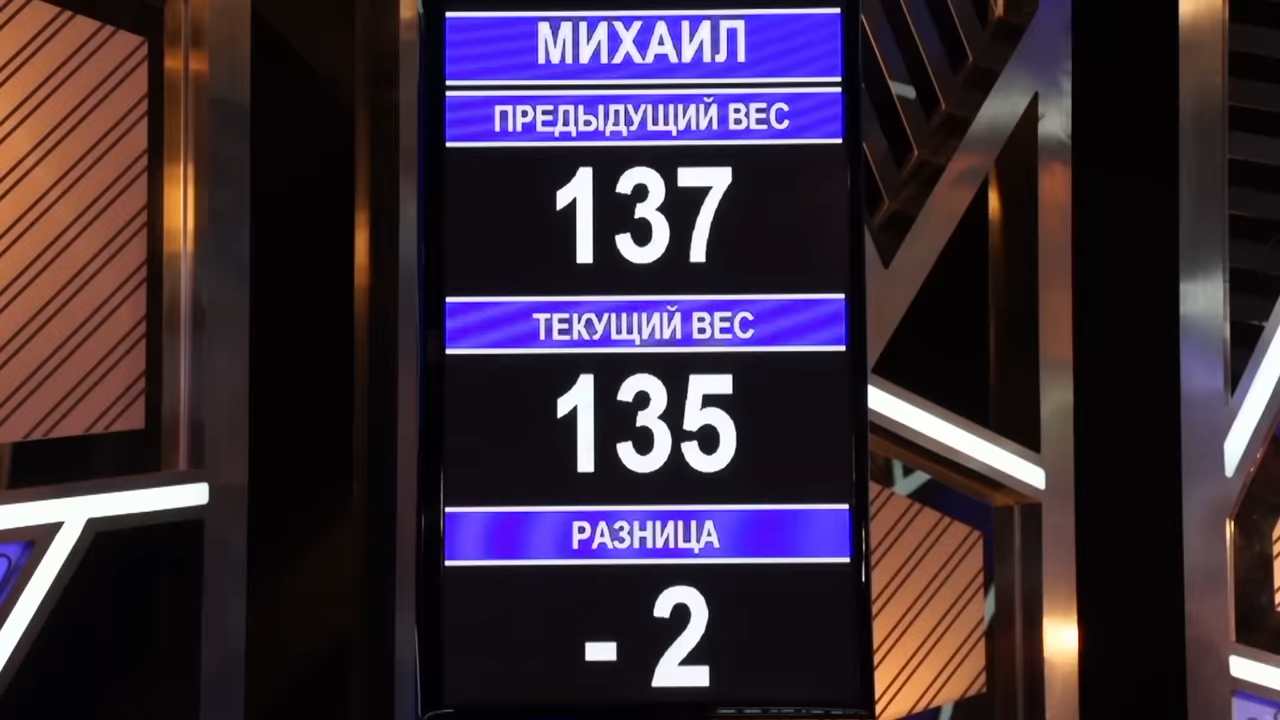 МИХАИЛ
ПРЕДЫДУЩИЙ ВЕС
137
ТЕКУЩИЙ ВЕС
135
РАЗНИЦА
- 2